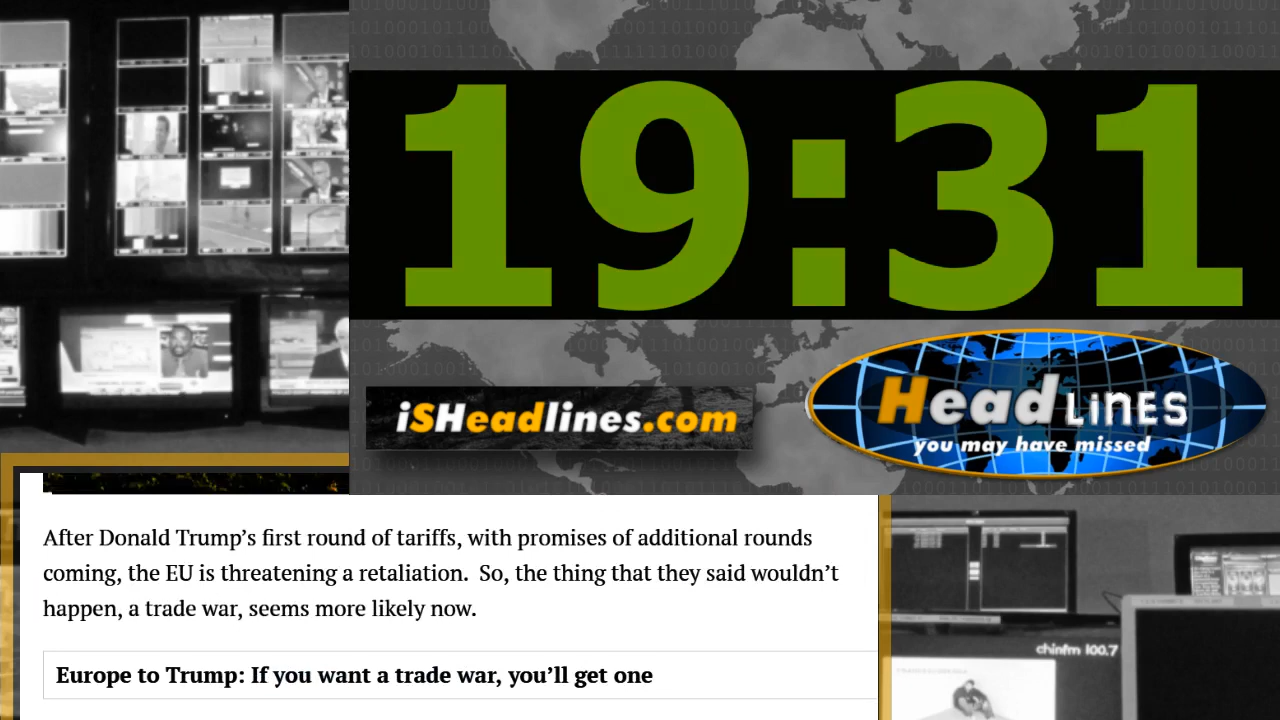 19:31
iSHeadlines.com
HeadLiNES
you may have missed
After Donald Trump's first round of tariffs, with promises of additional rounds
coming, the EU is threatening a retaliation.  So, the thing that they said wouldn't
happen, a trade war, seems more likely now.
Europe to Trump: If you want a trade war, you'll get one
chinfm 100.7